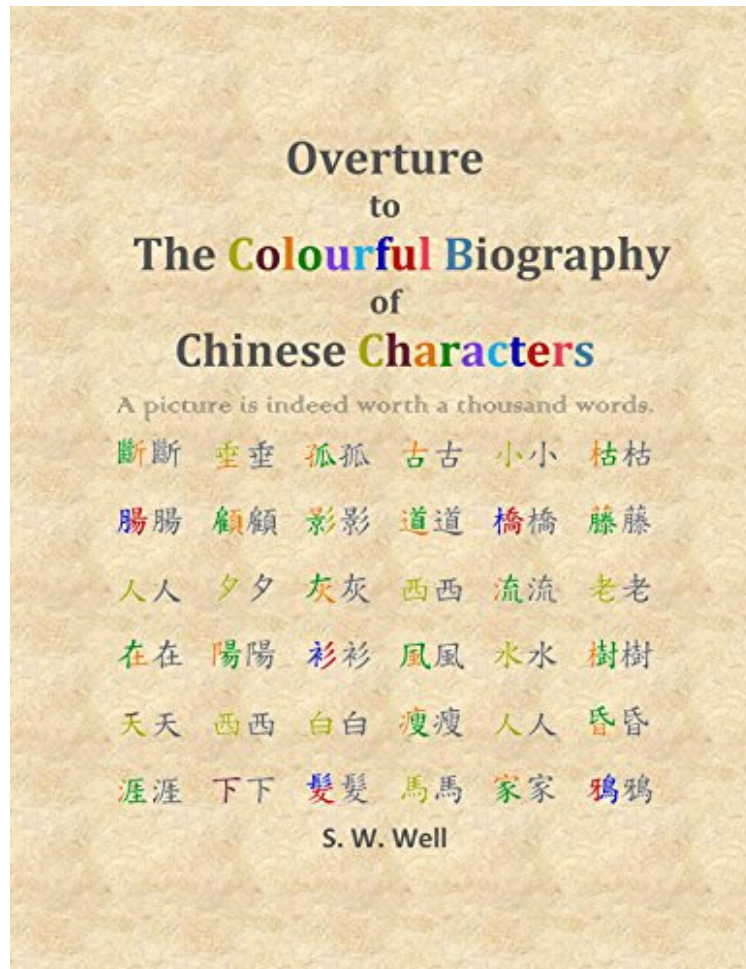 Overture
to
The Colourful Biography
of
Chinese Characters
A picture is indeed worth a thousand words.
斷斷 垂垂 孤孤 古古 小小 枯枯
腸腸 顧顧 影影 道道 橋橋 藤藤
人人 夕夕 灰灰 西西 流流 老老
在在 陽陽 衫衫 風風 水水 樹樹
天天 西西 白白 瘦瘦 人人 昏昏
涯涯 下下 髮髮 馬馬 家家 鴉鴉
S. W. Well